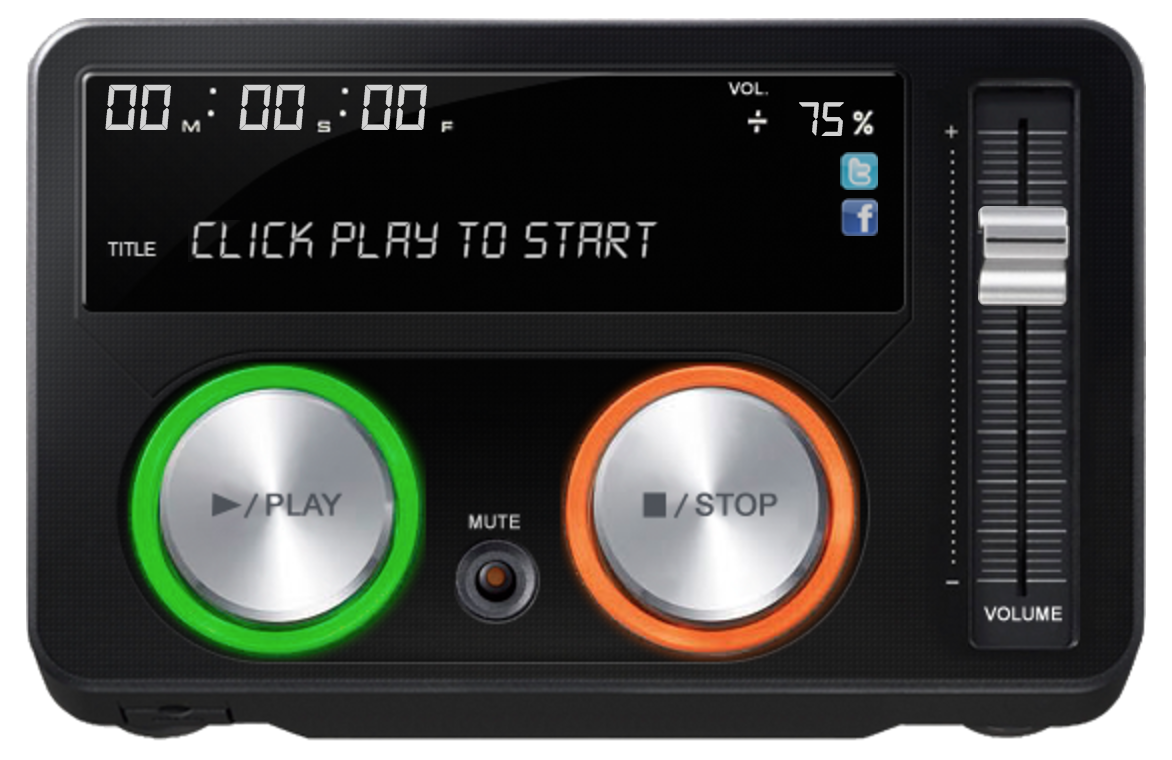 00 M : 00 S : 00 F
VOL.
÷ 75 %
t
f
TITLE CLICK PLAY TO START
▶/PLAY
MUTE
■/STOP
+
−
VOLUME